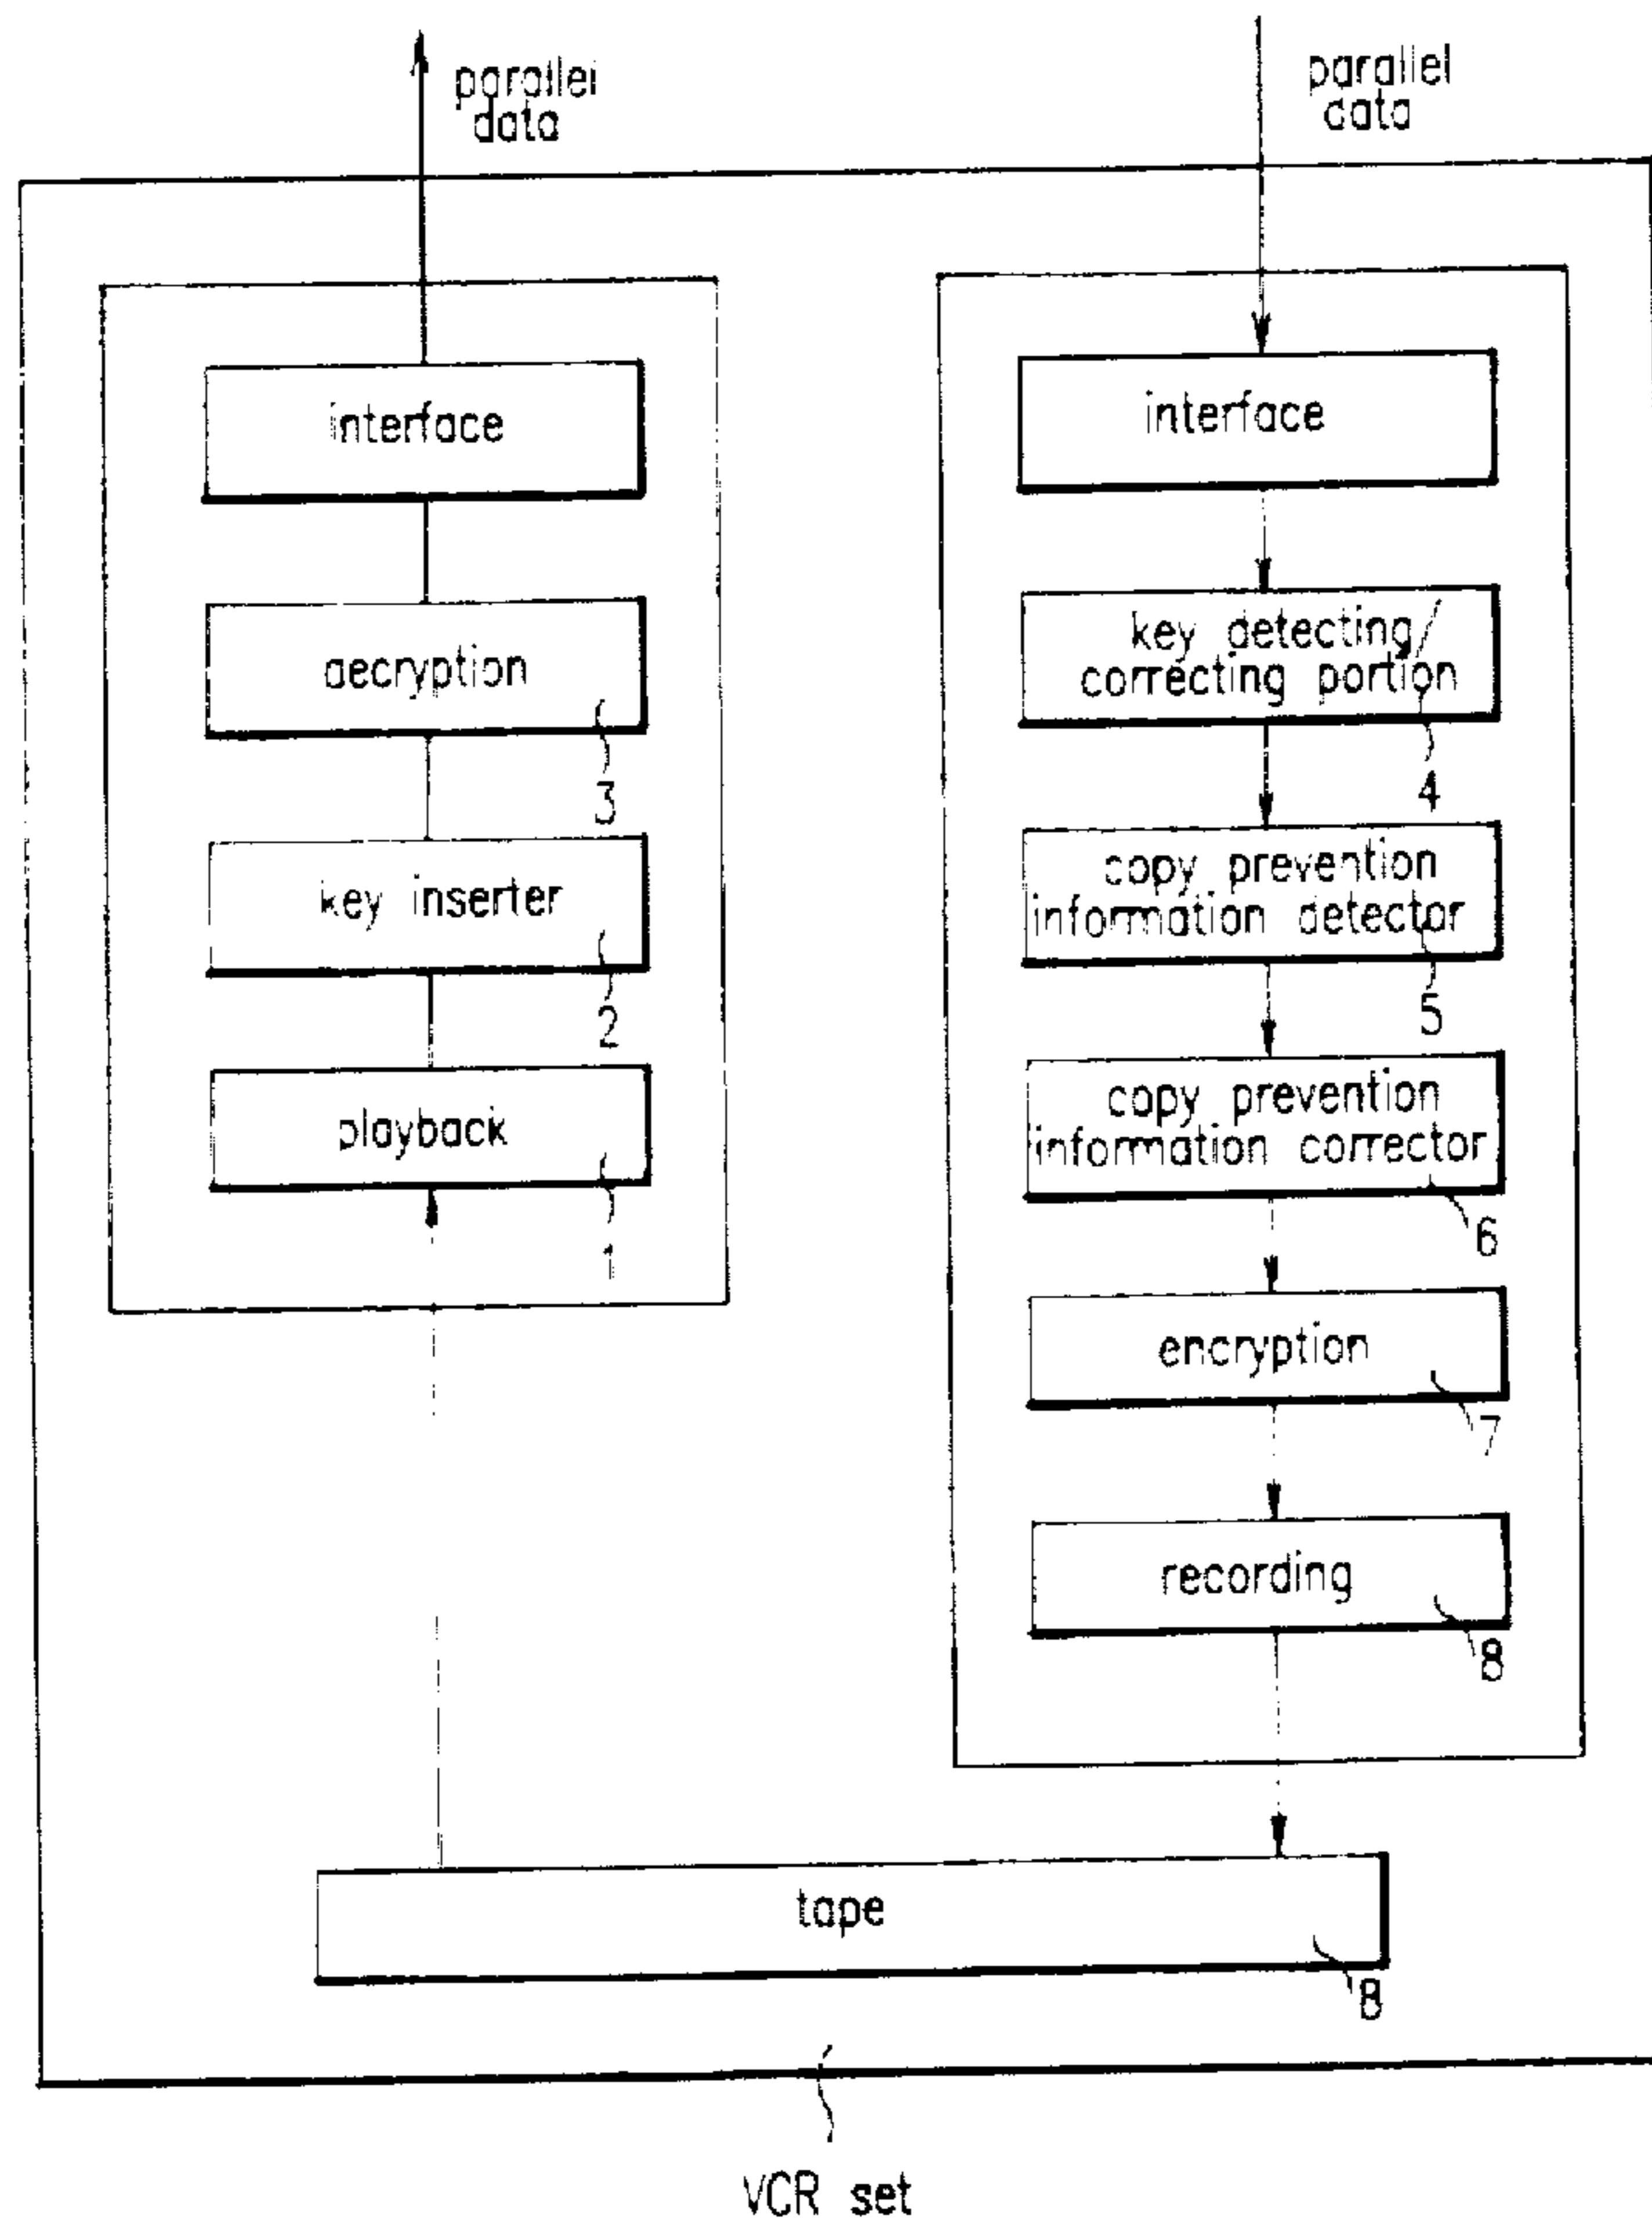 parallel
data
parallel
data
interface
decryption
3
key inserter
2
playback
1
interface
key detecting/
correcting portion
4
copy prevention
information detector
5
copy prevention
information corrector
6
encryption
7
recording
8
tape
8
VCR set